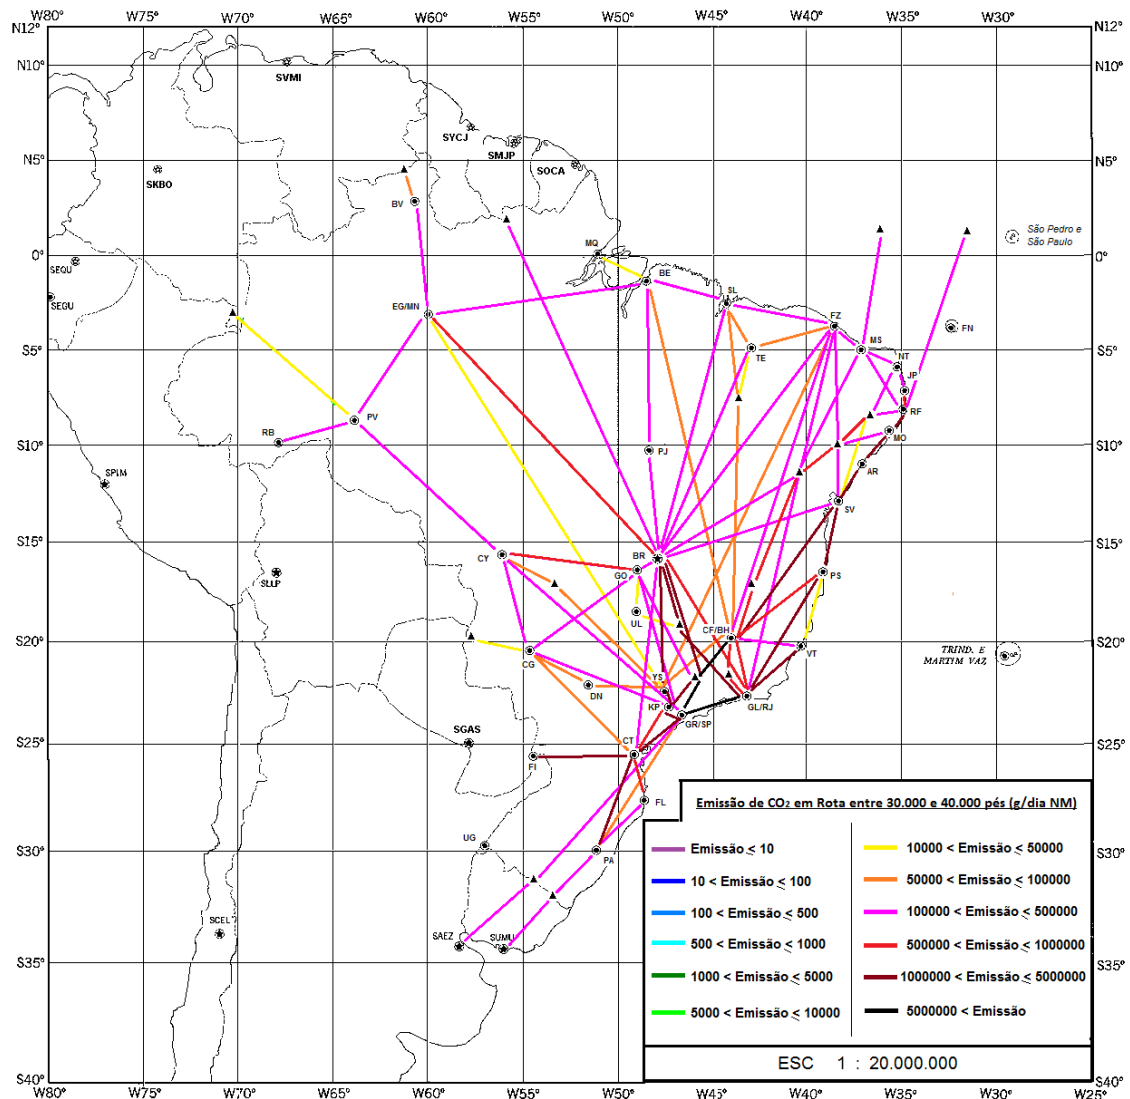 W80° W75° W70° W65° W60° W55° W50° W45° W40° W35° W30°
N12° N12°
SVMI
N10° N10°
SYCJ
SMJP
N5° N5°
SOCA
SKBO
BV
São Pedro e
São Paulo
MQ
0° 0°
SEQU
BE
SL
SEGU
EG/MN
FZ
FN
MS
S5° S5°
NT
TE
JP
PV
RF
RB
MO
S10° S10°
PJ
AR
SPIM
SV
S15° S15°
CY
BR
GO
PS
SLLP
UL
CF/BH
S20° S20°
VT
TRIND. E
MARTIM VAZ
CG
YS
DN
KP
GL/RJ
GR/SP
SGAS
CT
S25° S25°
FI
FL
UG
S30° S30°
PA
SCEL
SAEZ
SUMU
S35° S35°
S40° S40°
W80° W75° W70° W65° W60° W55° W50° W45° W40° W35° W30° W25°
Emissão de CO₂ em Rota entre 30.000 e 40.000 pés (g/dia NM)
Emissão ≤ 10
10 < Emissão ≤ 100
100 < Emissão ≤ 500
500 < Emissão ≤ 1000
1000 < Emissão ≤ 5000
5000 < Emissão ≤ 10000
10000 < Emissão ≤ 50000
50000 < Emissão ≤ 100000
100000 < Emissão ≤ 500000
500000 < Emissão ≤ 1000000
1000000 < Emissão ≤ 5000000
5000000 < Emissão
ESC 1 : 20.000.000